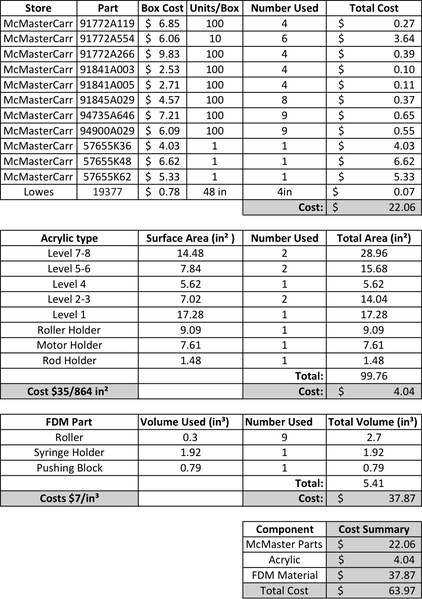 Store Part Box Cost Units/Box Number Used Total Cost
McMasterCarr 91772A119 $ 6.85 100 4 $ 0.27
McMasterCarr 91772A554 $ 6.06 10 6 $ 3.64
McMasterCarr 91772A266 $ 9.83 100 4 $ 0.39
McMasterCarr 91841A003 $ 2.53 100 4 $ 0.10
McMasterCarr 91841A005 $ 2.71 100 4 $ 0.11
McMasterCarr 91845A029 $ 4.57 100 8 $ 0.37
McMasterCarr 94735A646 $ 7.21 100 9 $ 0.65
McMasterCarr 94900A029 $ 6.09 100 9 $ 0.55
McMasterCarr 57655K36 $ 4.03 1 1 $ 4.03
McMasterCarr 57655K48 $ 6.62 1 1 $ 6.62
McMasterCarr 57655K62 $ 5.33 1 1 $ 5.33
Lowes 19377 $ 0.78 48 in 4in $ 0.07
Cost: $ 22.06
Acrylic type Surface Area (in² ) Number Used Total Area (in²)
Level 7-8 14.48 2 28.96
Level 5-6 7.84 2 15.68
Level 4 5.62 1 5.62
Level 2-3 7.02 2 14.04
Level 1 17.28 1 17.28
Roller Holder 9.09 1 9.09
Motor Holder 7.61 1 7.61
Rod Holder 1.48 1 1.48
Total: 99.76
Cost $35/864 in² Cost: $ 4.04
FDM Part Volume Used (in³) Number Used Total Volume (in³)
Roller 0.3 9 2.7
Syringe Holder 1.92 1 1.92
Pushing Block 0.79 1 0.79
Total: 5.41
Costs $7/in³ Cost: $ 37.87
Component Cost Summary
McMaster Parts $ 22.06
Acrylic $ 4.04
FDM Material $ 37.87
Total Cost $ 63.97